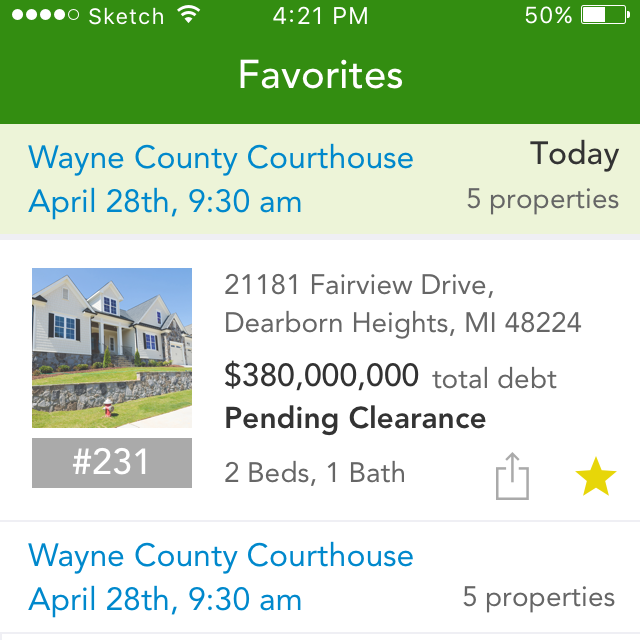 Sketch 4:21 PM 50%
Favorites
Wayne County Courthouse Today
April 28th, 9:30 am 5 properties
21181 Fairview Drive,
Dearborn Heights, MI 48224
$380,000,000 total debt
Pending Clearance
#231
2 Beds, 1 Bath
Wayne County Courthouse
April 28th, 9:30 am 5 properties